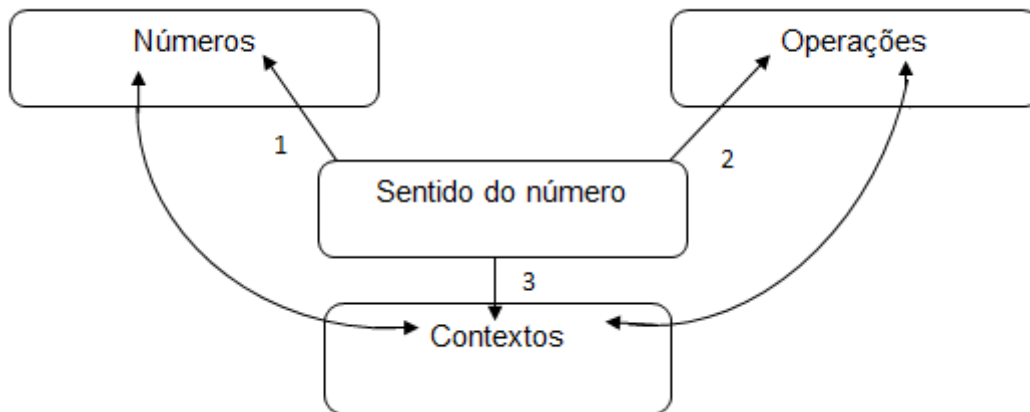 Números
Operações
1
2
Sentido do número
3
Contextos